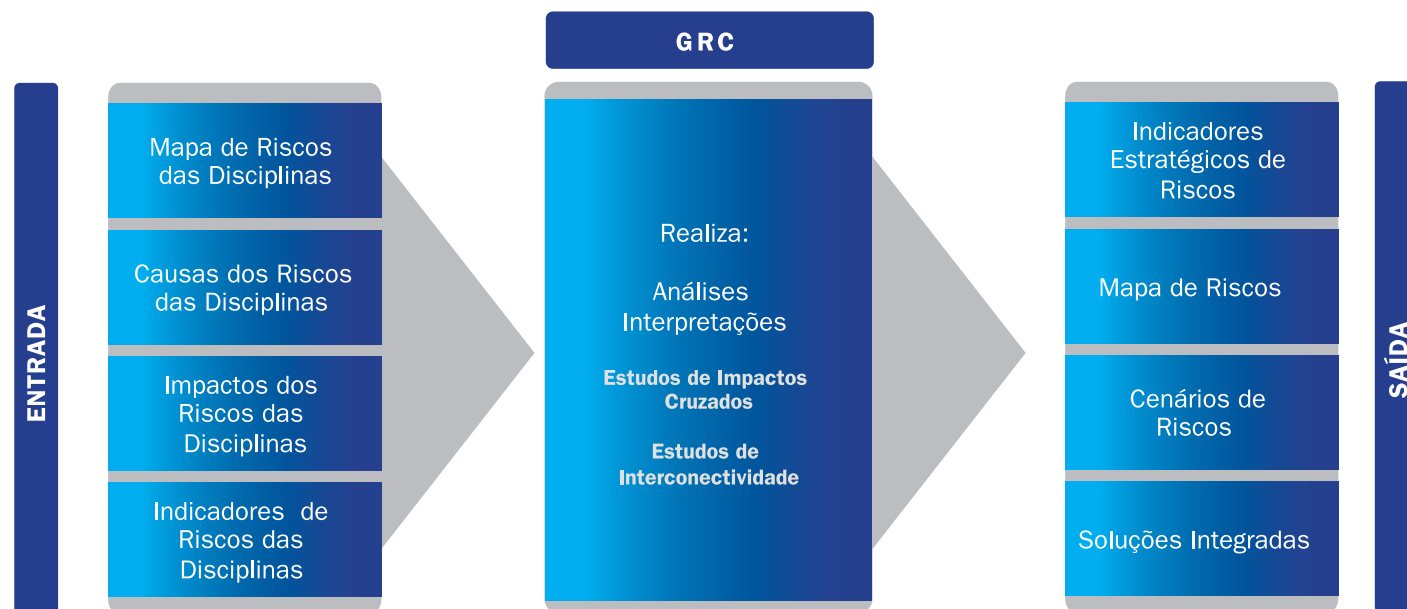 GRC
ENTRADA
Mapa de Riscos
das Disciplinas
Causas dos Riscos
das Disciplinas
Impactos dos
Riscos das
Disciplinas
Indicadores de
Riscos das
Disciplinas
Realiza:
Análises
Interpretações
Estudos de Impactos
Cruzados
Estudos de
Interconectividade
Indicadores
Estratégicos de
Riscos
Mapa de Riscos
Cenários de
Riscos
Soluções Integradas
SAÍDA